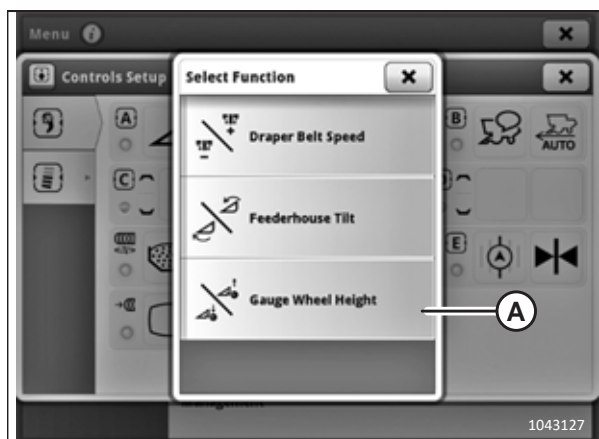 Menu
Controls Setup
Select Function
Draper Belt Speed
Feederhouse Tilt
Gauge Wheel Height
A
B
AUTO
C
E
A
1043127